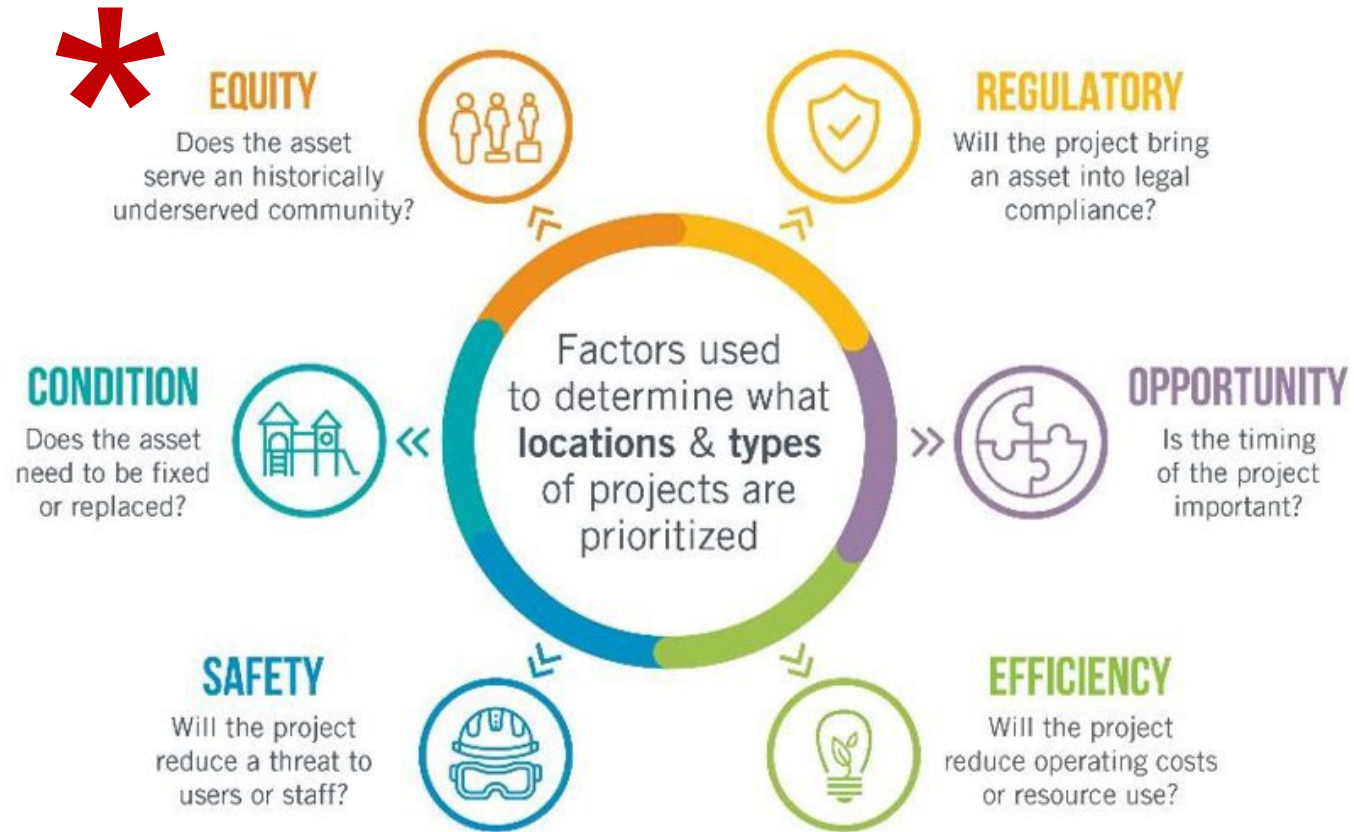 *
EQUITY
Does the asset
serve an historically
underserved community?
REGULATORY
Will the project bring
an asset into legal
compliance?
CONDITION
Does the asset
need to be fixed
or replaced?
Factors used
to determine what
locations & types
of projects are
prioritized
OPPORTUNITY
Is the timing
of the project
important?
SAFETY
Will the project
reduce a threat to
users or staff?
EFFICIENCY
Will the project
reduce operating costs
or resource use?